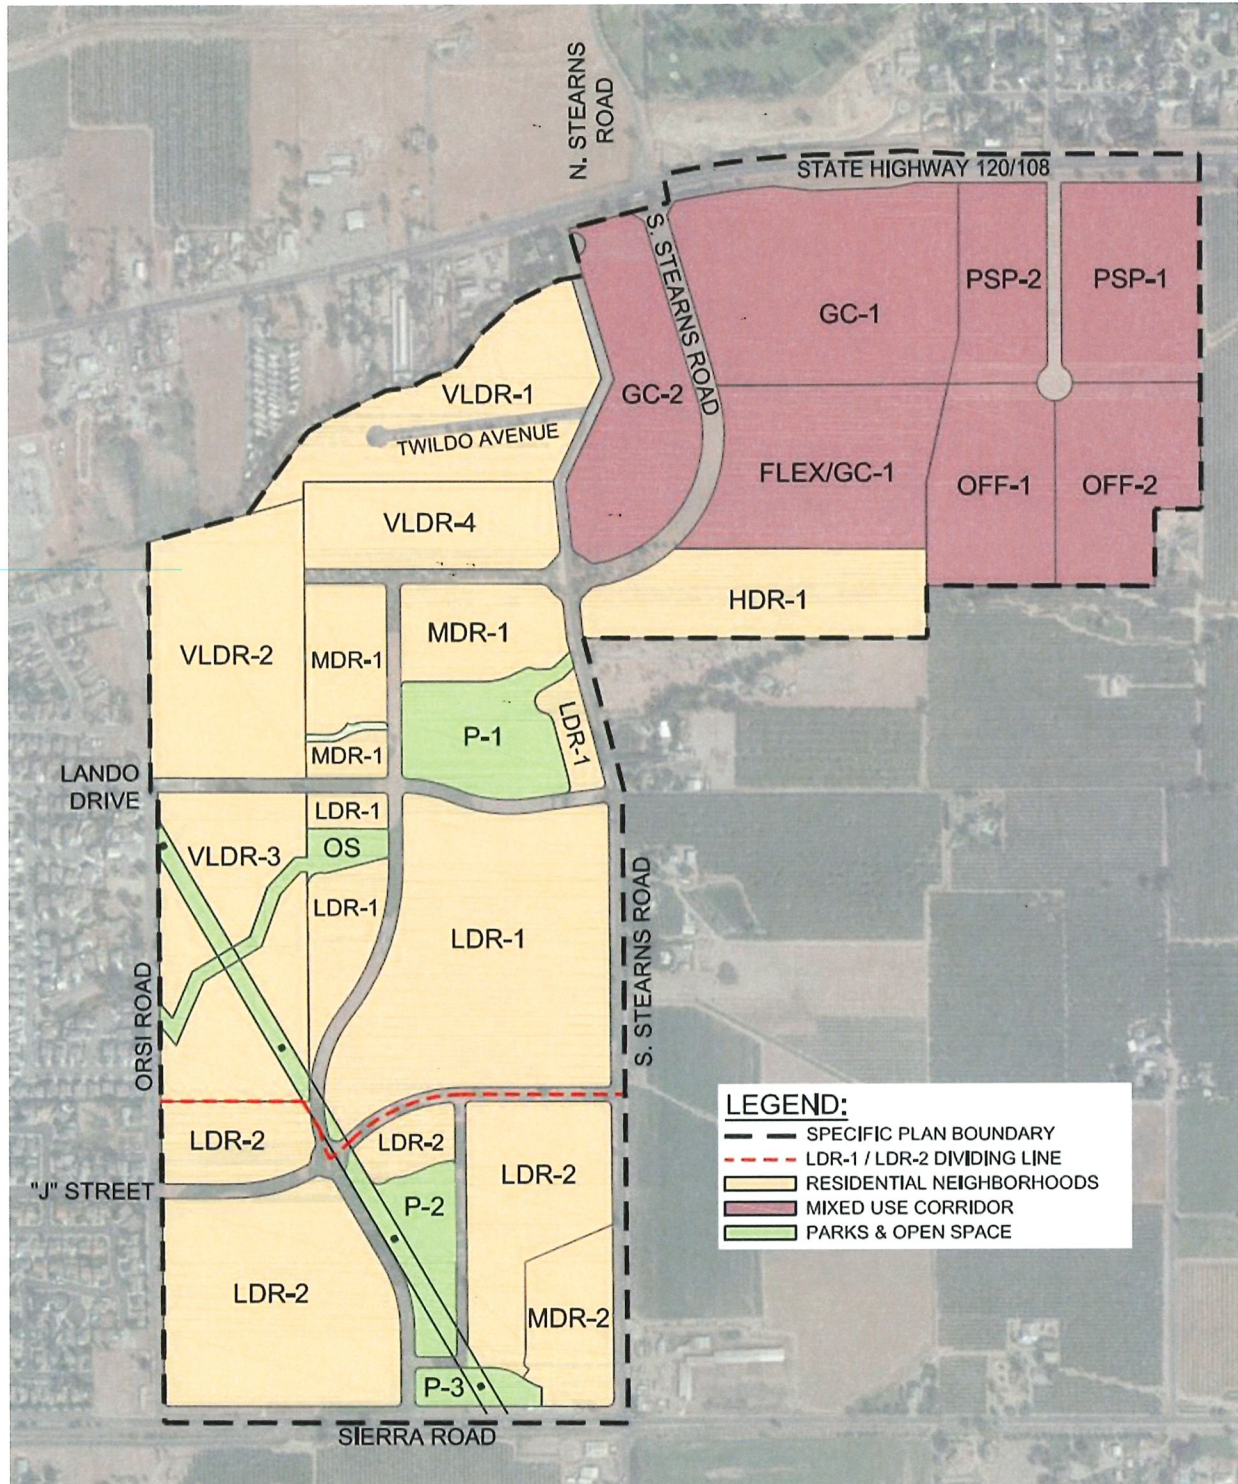 N. STEARNS
ROAD
STATE HIGHWAY 120/108
S. STEARNS ROAD
PSP-2
PSP-1
GC-1
GC-2
VLDR-1
TWILDO AVENUE
FLEX/GC-1
OFF-1
OFF-2
VLDR-4
HDR-1
MDR-1
VLDR-2
MDR-1
LDR-1
P-1
MDR-1
LANDO
DRIVE
LDR-1
OS
VLDR-3
LDR-1
LDR-1
S. STEARNS ROAD
ORSI ROAD
LDR-2
LDR-2
LDR-2
"J" STREET
P-2
LDR-2
MDR-2
P-3
SIERRA ROAD
LEGEND:
SPECIFIC PLAN BOUNDARY
LDR-1 / LDR-2 DIVIDING LINE
RESIDENTIAL NEIGHBORHOODS
MIXED USE CORRIDOR
PARKS & OPEN SPACE